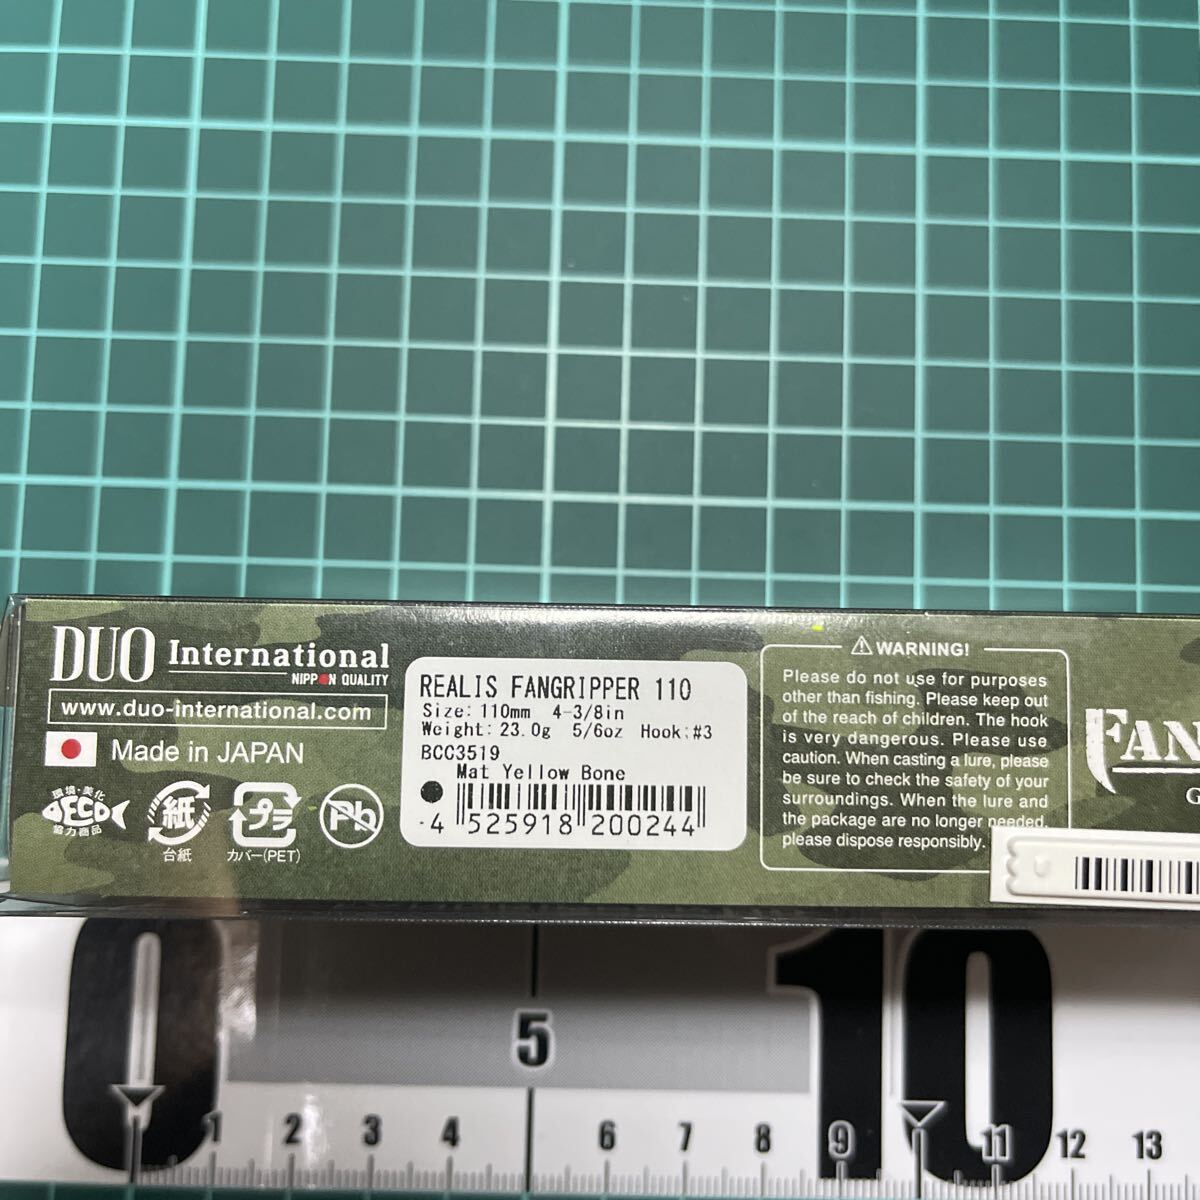 DUO International
NIPPON QUALITY
www.duo-international.com
Made in JAPAN
環境・美化
ECO
協力商品
紙
台紙
プラ
カバー(PET)
Pb
REALIS FANGRIPPER 110
Size: 110mm 4-3/8in
Weight: 23.0g 5/6oz Hook:#3
BCC3519
Mat Yellow Bone
4 525918 200244
WARNING!
Please do not use for purposes
other than fishing. Please keep out
of the reach of children. The hook
is very dangerous. Please use
caution. When casting a lure, please
be sure to check the safety of your
surroundings. When the lure and
the package are no longer needed,
please dispose responsibly.
FAN
G
0 5 10
1 2 3 4 6 7 8 9 11 12 13